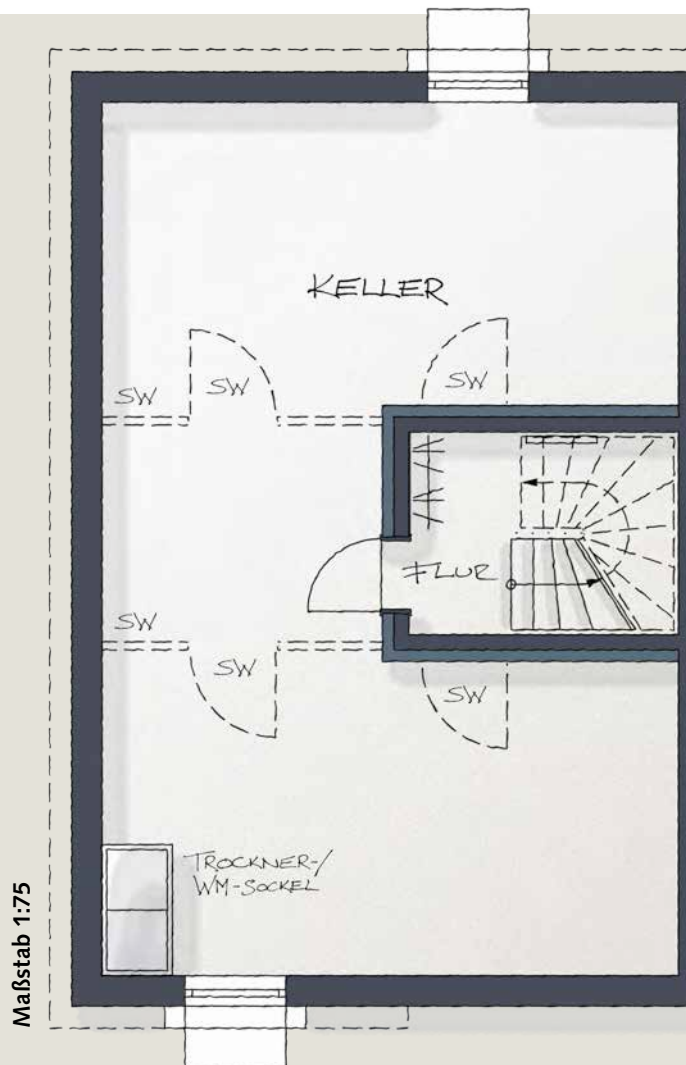 KELLER
SW
SW
SW
FLUR
SW
SW
SW
TROCKNER-/
WM-SOCKEL
Maßstab 1:75